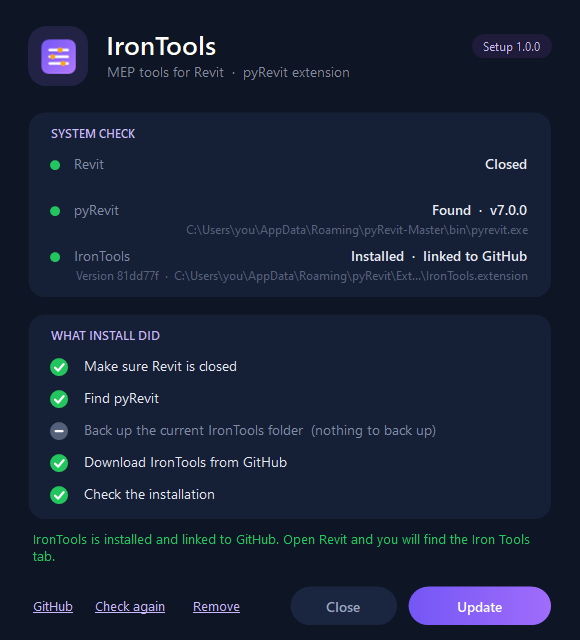 IronTools
Setup 1.0.0
MEP tools for Revit · pyRevit extension
SYSTEM CHECK
Revit Closed
pyRevit Found · v7.0.0
C:\Users\you\AppData\Roaming\pyRevit-Master\bin\pyrevit.exe
IronTools Installed · linked to GitHub
Version 81dd77f · C:\Users\you\AppData\Roaming\pyRevit\Ext...\IronTools.extension
WHAT INSTALL DID
Make sure Revit is closed
Find pyRevit
Back up the current IronTools folder (nothing to back up)
Download IronTools from GitHub
Check the installation
IronTools is installed and linked to GitHub. Open Revit and you will find the Iron Tools
tab.
GitHub Check again Remove Close Update